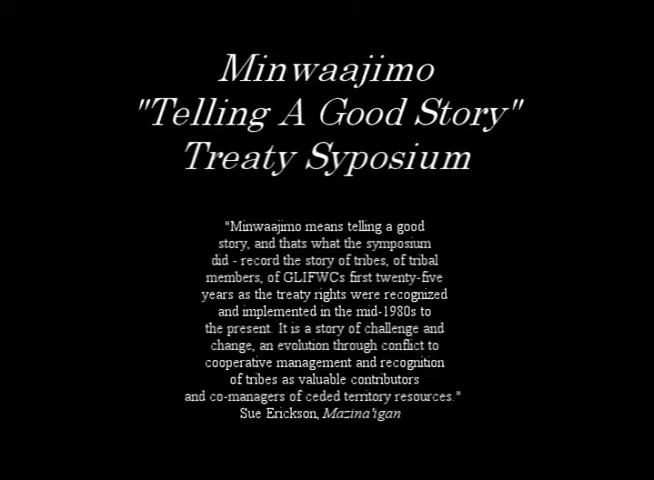 Minwaajimo
"Telling A Good Story"
Treaty Syposium
"Minwaajimo means telling a good
story, and thats what the symposium
did - record the story of tribes, of tribal
members, of GLIFWCs first twenty-five
years as the treaty rights were recognized
and implemented in the mid-1980s to
the present. It is a story of challenge and
change, an evolution through conflict to
cooperative management and recognition
of tribes as valuable contributors
and co-managers of ceded territory resources."
Sue Erickson, Mazina'igan